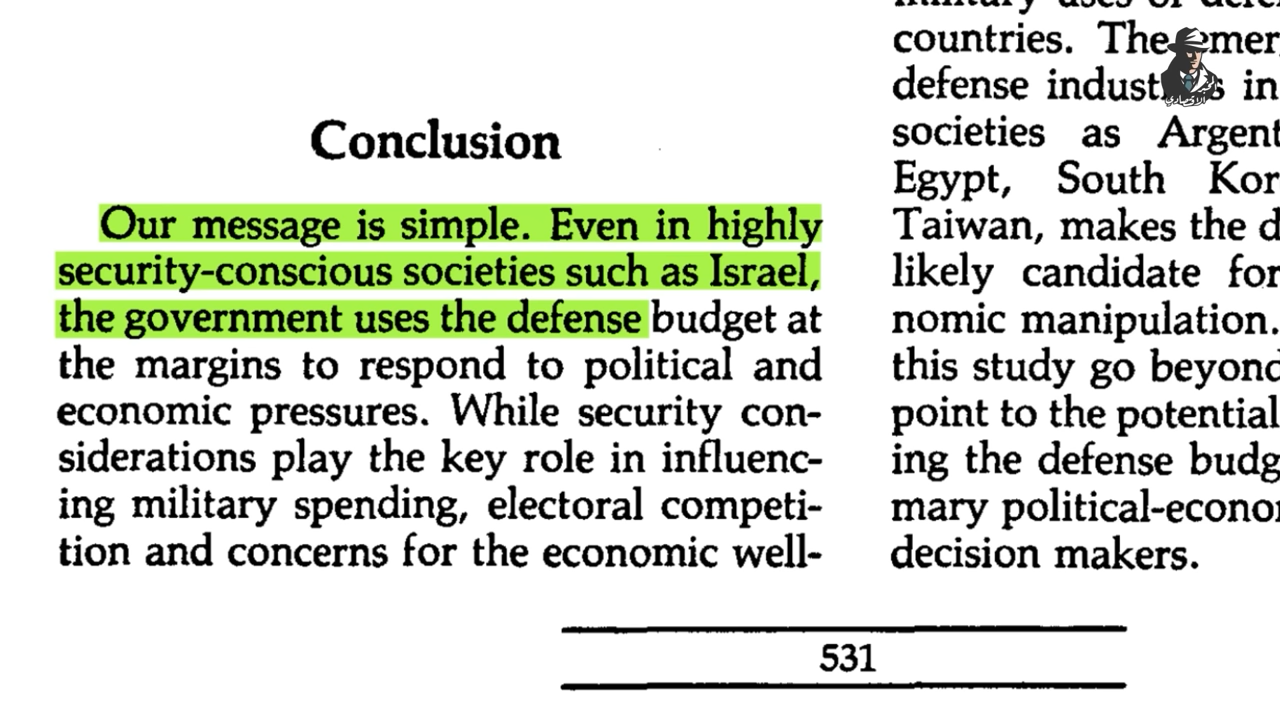 Conclusion
Our message is simple. Even in highly
security-conscious societies such as Israel,
the government uses the defense budget at
the margins to respond to political and
economic pressures. While security con-
siderations play the key role in influenc-
ing military spending, electoral competi-
tion and concerns for the economic well-
countries. The
defense in
societies as
Egypt, South
Taiwan, makes the
likely candidate for
nomic manipulation.
this study go beyond
point to the potential
ing the defense
mary
decision makers.
531